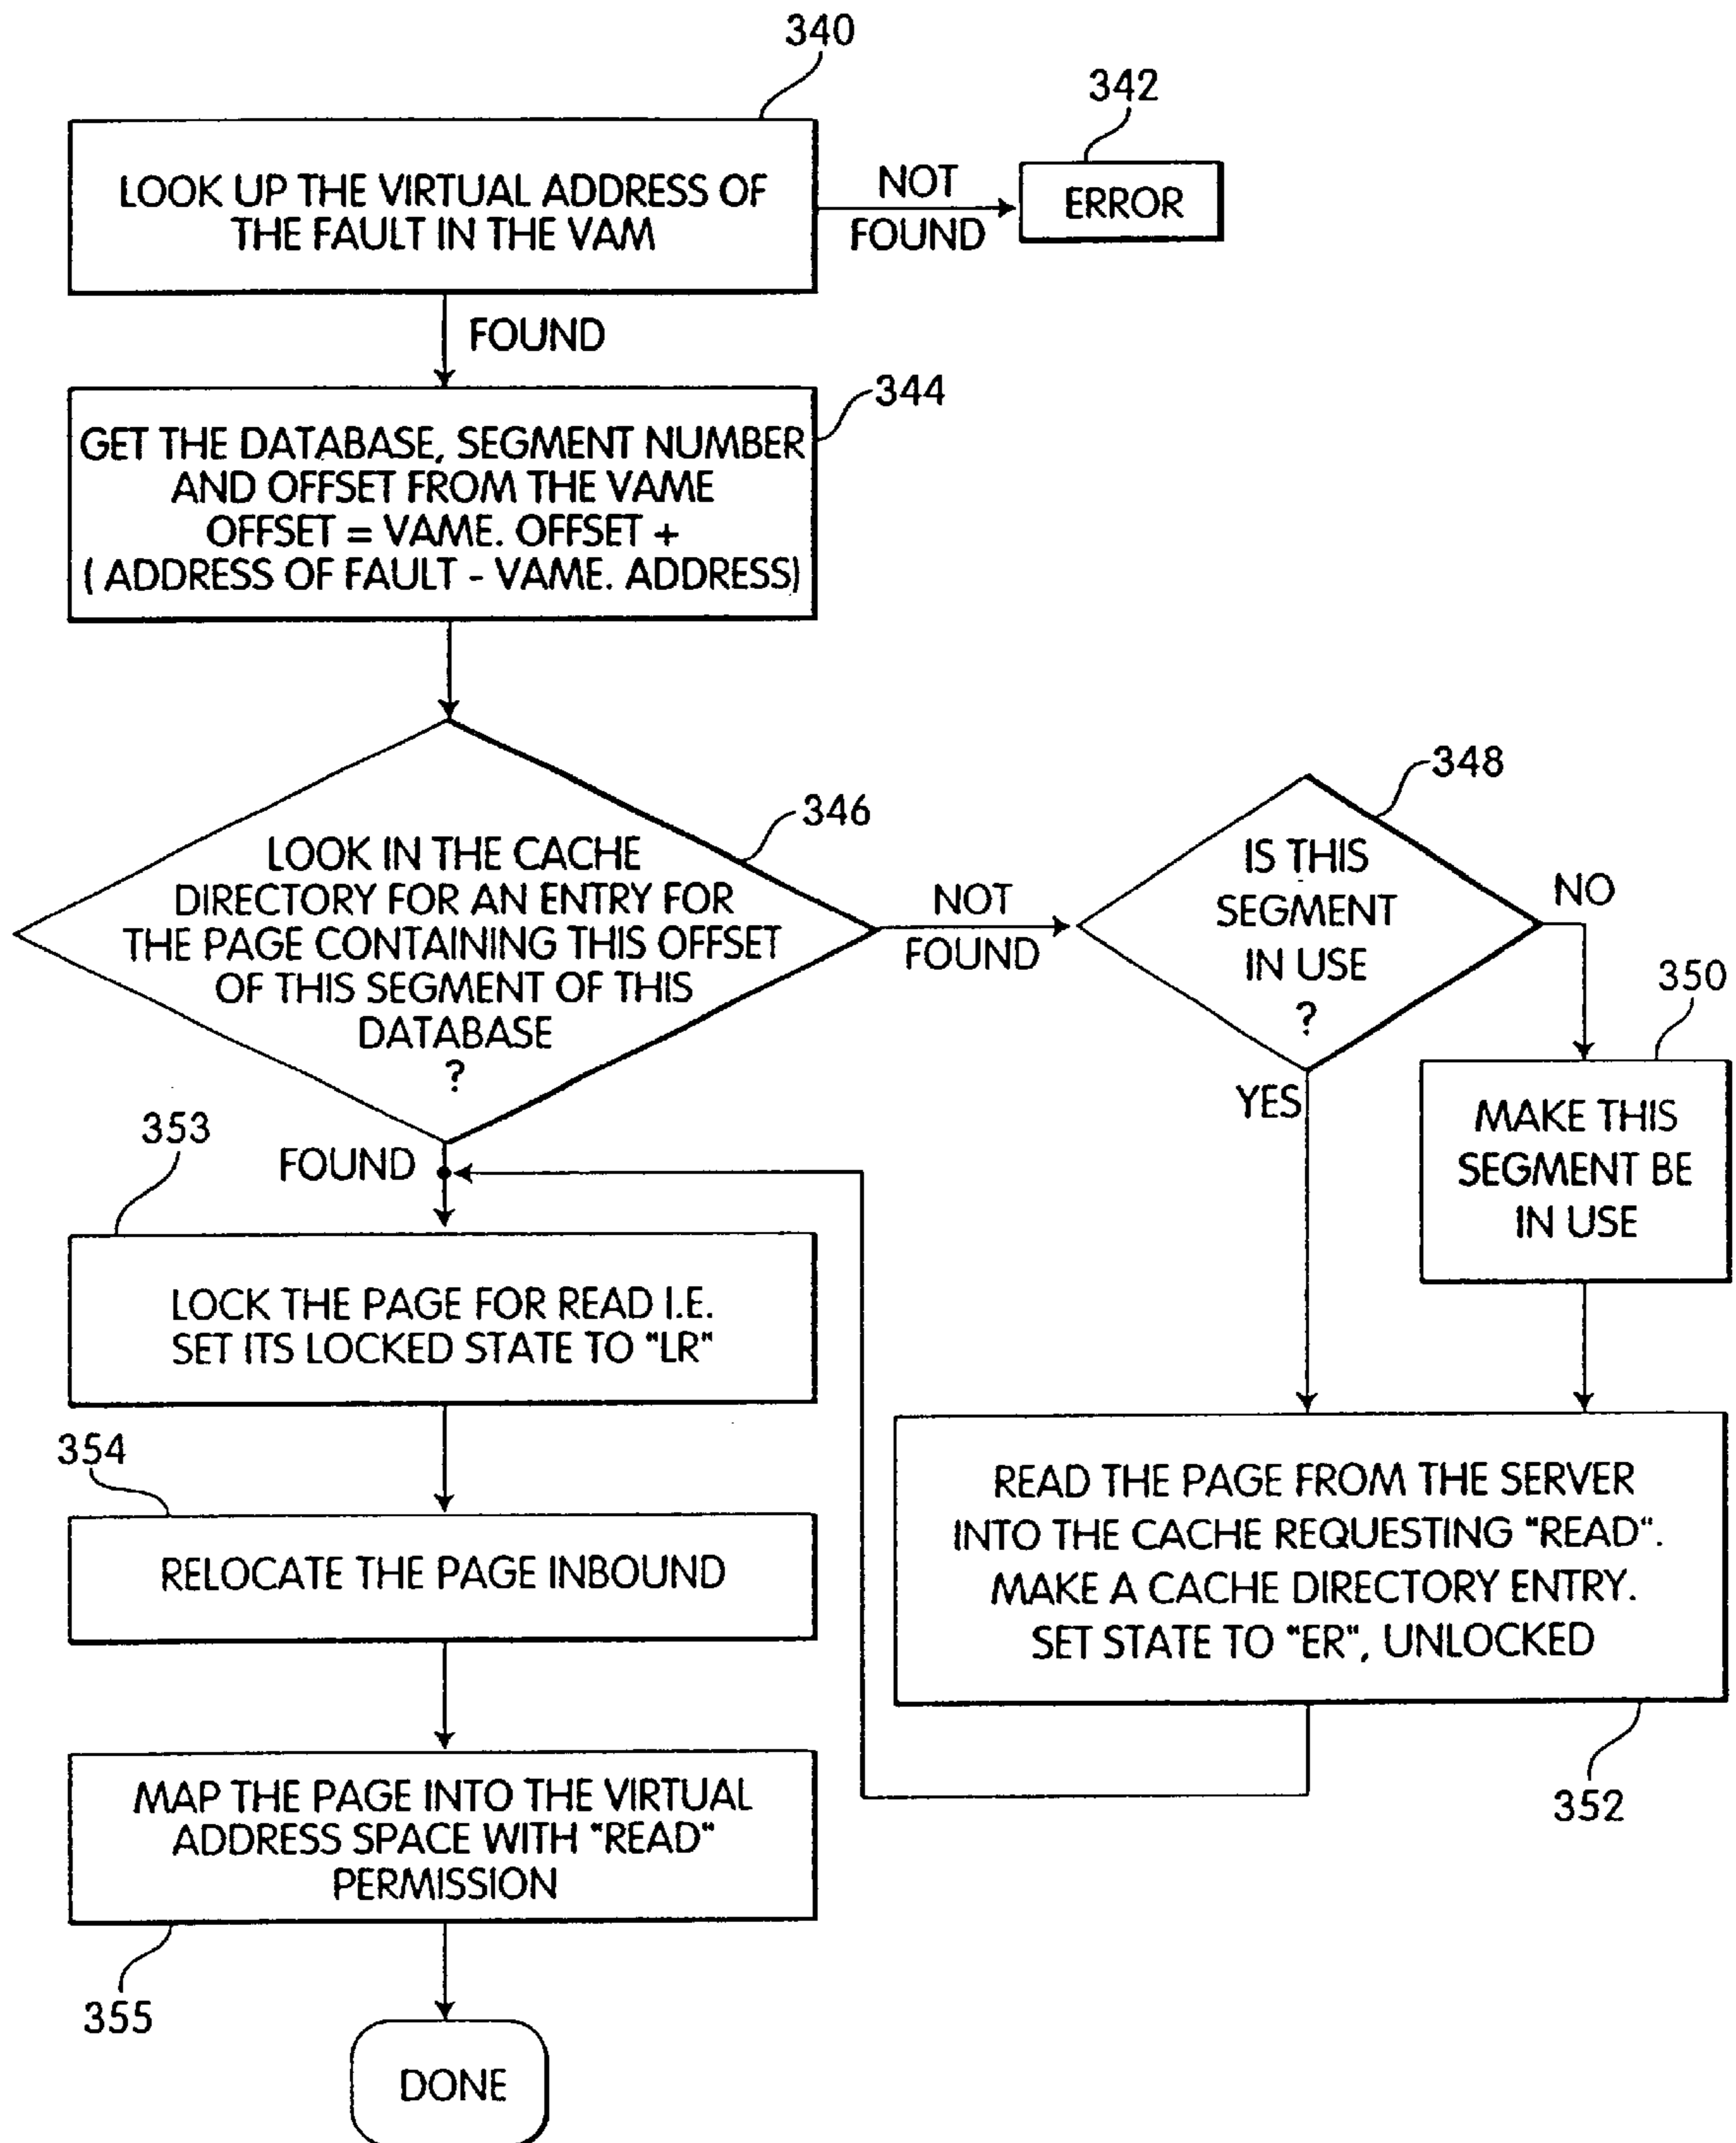 340
342
LOOK UP THE VIRTUAL ADDRESS OF
THE FAULT IN THE VAM
NOT
FOUND
ERROR
FOUND
344
GET THE DATABASE, SEGMENT NUMBER
AND OFFSET FROM THE VAME
OFFSET = VAME. OFFSET +
( ADDRESS OF FAULT - VAME. ADDRESS)
346
LOOK IN THE CACHE
DIRECTORY FOR AN ENTRY FOR
THE PAGE CONTAINING THIS OFFSET
OF THIS SEGMENT OF THIS
DATABASE
?
NOT
FOUND
348
IS THIS
SEGMENT
IN USE
?
NO
350
YES
MAKE THIS
SEGMENT BE
IN USE
353
FOUND
LOCK THE PAGE FOR READ I.E.
SET ITS LOCKED STATE TO "LR"
354
RELOCATE THE PAGE INBOUND
READ THE PAGE FROM THE SERVER
INTO THE CACHE REQUESTING "READ".
MAKE A CACHE DIRECTORY ENTRY.
SET STATE TO "ER", UNLOCKED
352
MAP THE PAGE INTO THE VIRTUAL
ADDRESS SPACE WITH "READ"
PERMISSION
355
DONE